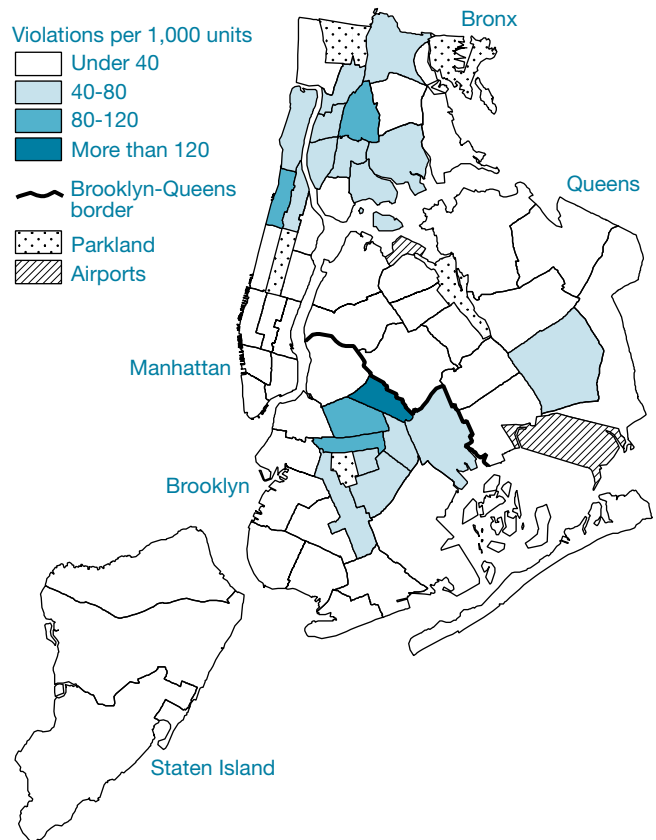 Violations per 1,000 units
Under 40
40-80
80-120
More than 120
Brooklyn-Queens
border
Parkland
Airports
Bronx
Queens
Manhattan
Brooklyn
Staten Island